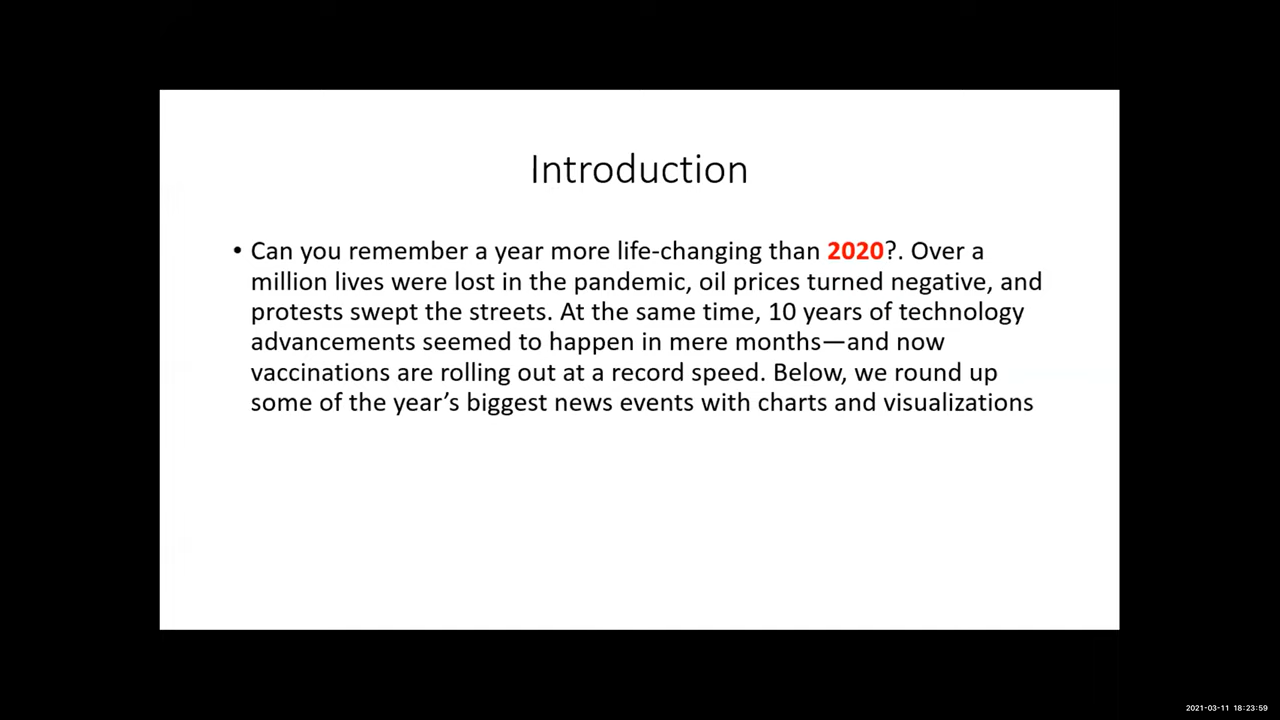 Introduction
• Can you remember a year more life-changing than 2020?. Over a
million lives were lost in the pandemic, oil prices turned negative, and
protests swept the streets. At the same time, 10 years of technology
advancements seemed to happen in mere months—and now
vaccinations are rolling out at a record speed. Below, we round up
some of the year’s biggest news events with charts and visualizations
2021-03-11 18:23:59